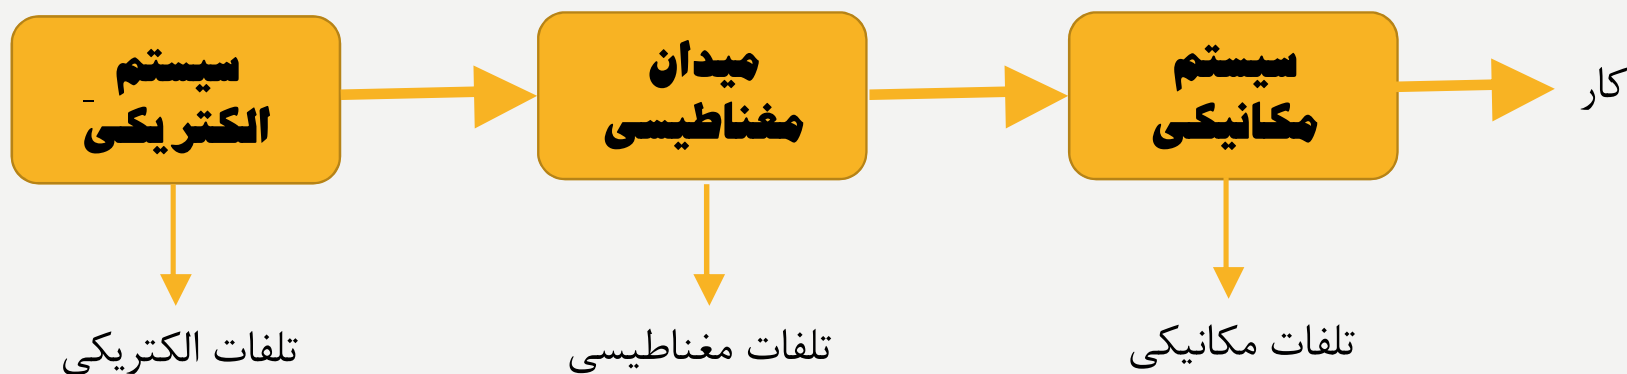 سیستم
الکتریکی
میدان
مغناطیسی
سیستم
مکانیکی
کار
تلفات الکتریکی
تلفات مغناطیسی
تلفات مکانیکی